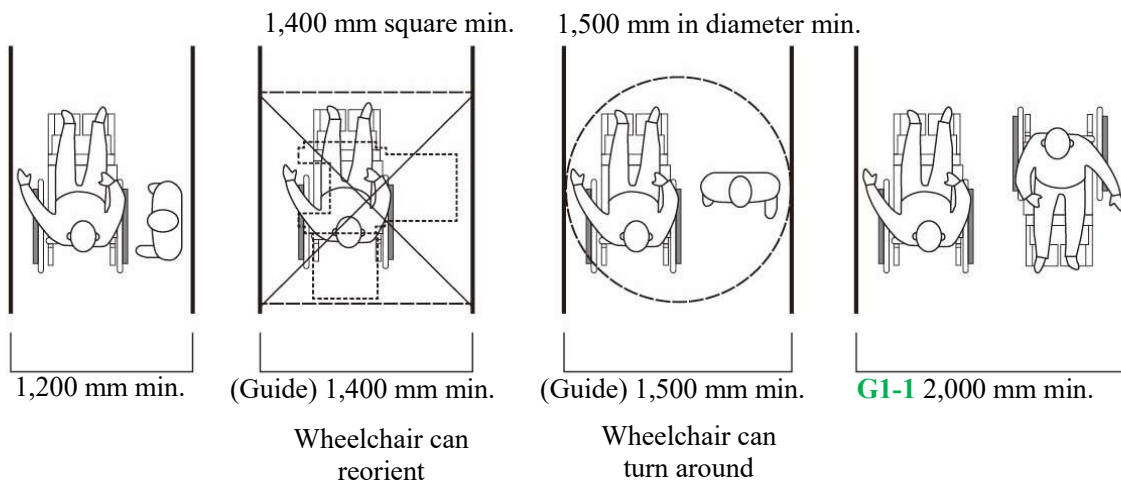 1,400 mm square min.
1,500 mm in diameter min.
1,200 mm min.
(Guide) 1,400 mm min.
(Guide) 1,500 mm min.
G1-1 2,000 mm min.
Wheelchair can
reorient
Wheelchair can
turn around